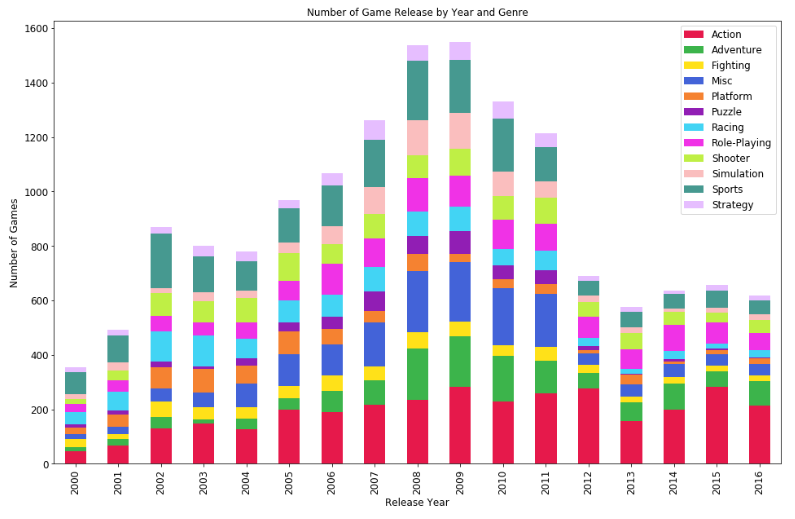 Number of Game Release by Year and Genre
Number of Games
1600
1400
1200
1000
800
600
400
200
0
Action
Adventure
Fighting
Misc
Platform
Puzzle
Racing
Role-Playing
Shooter
Simulation
Sports
Strategy
2000
2001
2002
2003
2004
2005
2006
2007
2008
2009
2010
2011
2012
2013
2014
2015
2016
Release Year